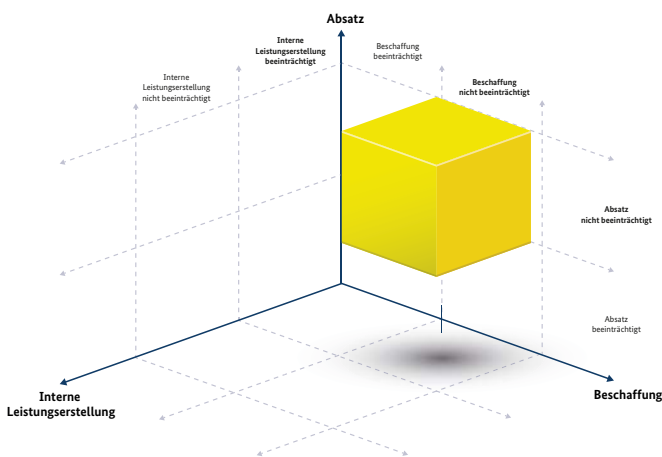 Absatz
Interne
Leistungserstellung
beeinträchtigt
Beschaffung
beeinträchtigt
Interne
Leistungserstellung
nicht beeinträchtigt
Beschaffung
nicht beeinträchtigt
Absatz
nicht beeinträchtigt
Absatz
beeinträchtigt
Interne
Leistungserstellung
Beschaffung